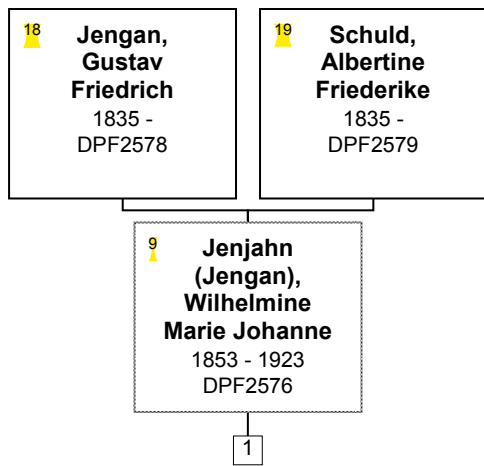 18
Jengan,
Gustav
Friedrich
1835 -
DPF2578
19
Schuld,
Albertine
Friederike
1835 -
DPF2579
9
Jenjahn
(Jengan),
Wilhelmine
Marie Johanne
1853 - 1923
DPF2576
1